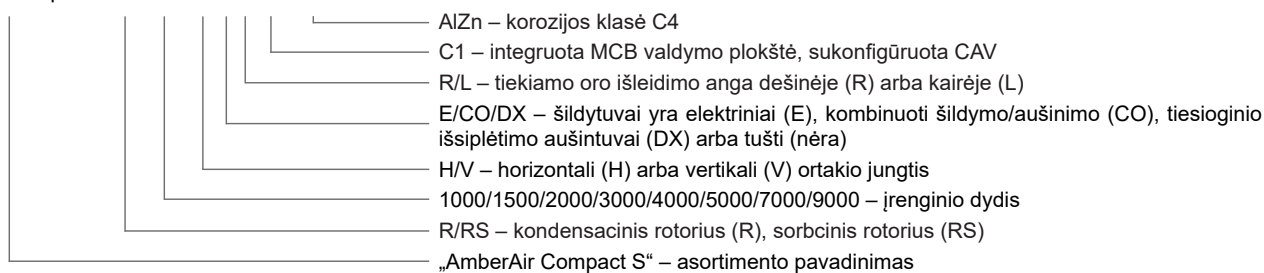 AlZn – korozijos klasė C4
C1 – integruota MCB valdymo plokštė, sukonfigūruota CAV
R/L – tiekiamo oro išleidimo anga dešinėje (R) arba kairėje (L)
E/CO/DX – šildytuvai yra elektriniai (E), kombinuoti šildymo/aušinimo (CO), tiesioginio
išsiplėtimo aušintuvai (DX) arba tušti (nėra)
H/V – horizontali (H) arba vertikali (V) ortakio jungtis
1000/1500/2000/3000/4000/5000/7000/9000 – įrenginio dydis
R/RS – kondensacinis rotorius (R), sorbcinis rotorius (RS)
„AmberAir Compact S“ – asortimento pavadinimas